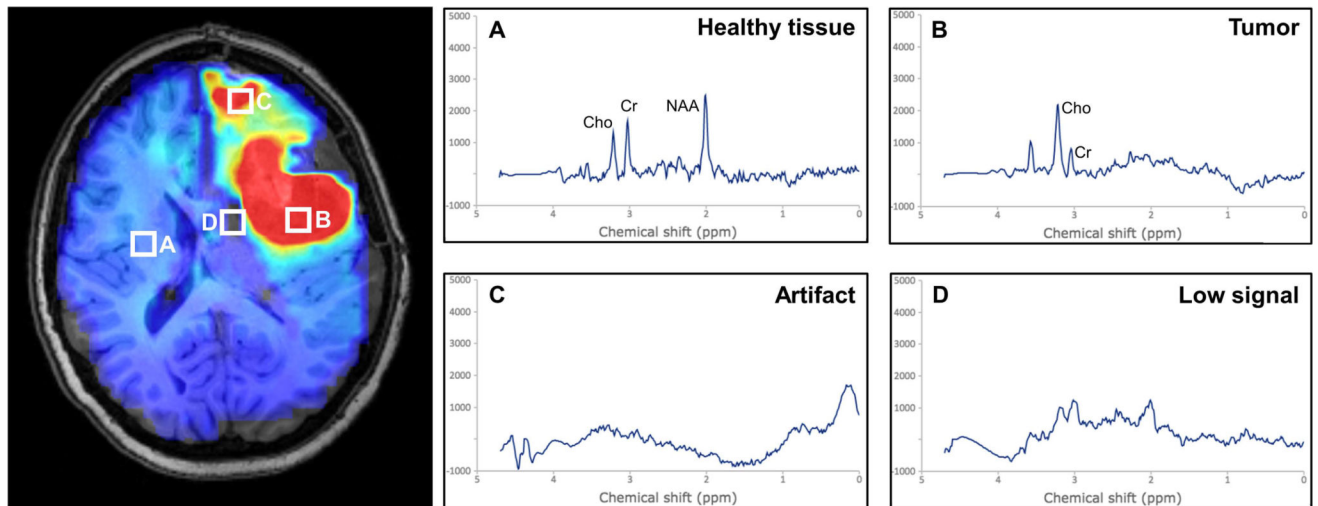 C
D
B
A
A Healthy tissue
5000
4000
3000
2000
1000
-1000
Cho
Cr
NAA
5 4 3 2 1 0
Chemical shift (ppm)
B Tumor
5000
4000
3000
2000
1000
-1000
Cho
Cr
5 4 3 2 1 0
Chemical shift (ppm)
C Artifact
5000
4000
3000
2000
1000
-1000
5 4 3 2 1 0
Chemical shift (ppm)
D Low signal
5000
4000
3000
2000
1000
-1000
5 4 3 2 1 0
Chemical shift (ppm)